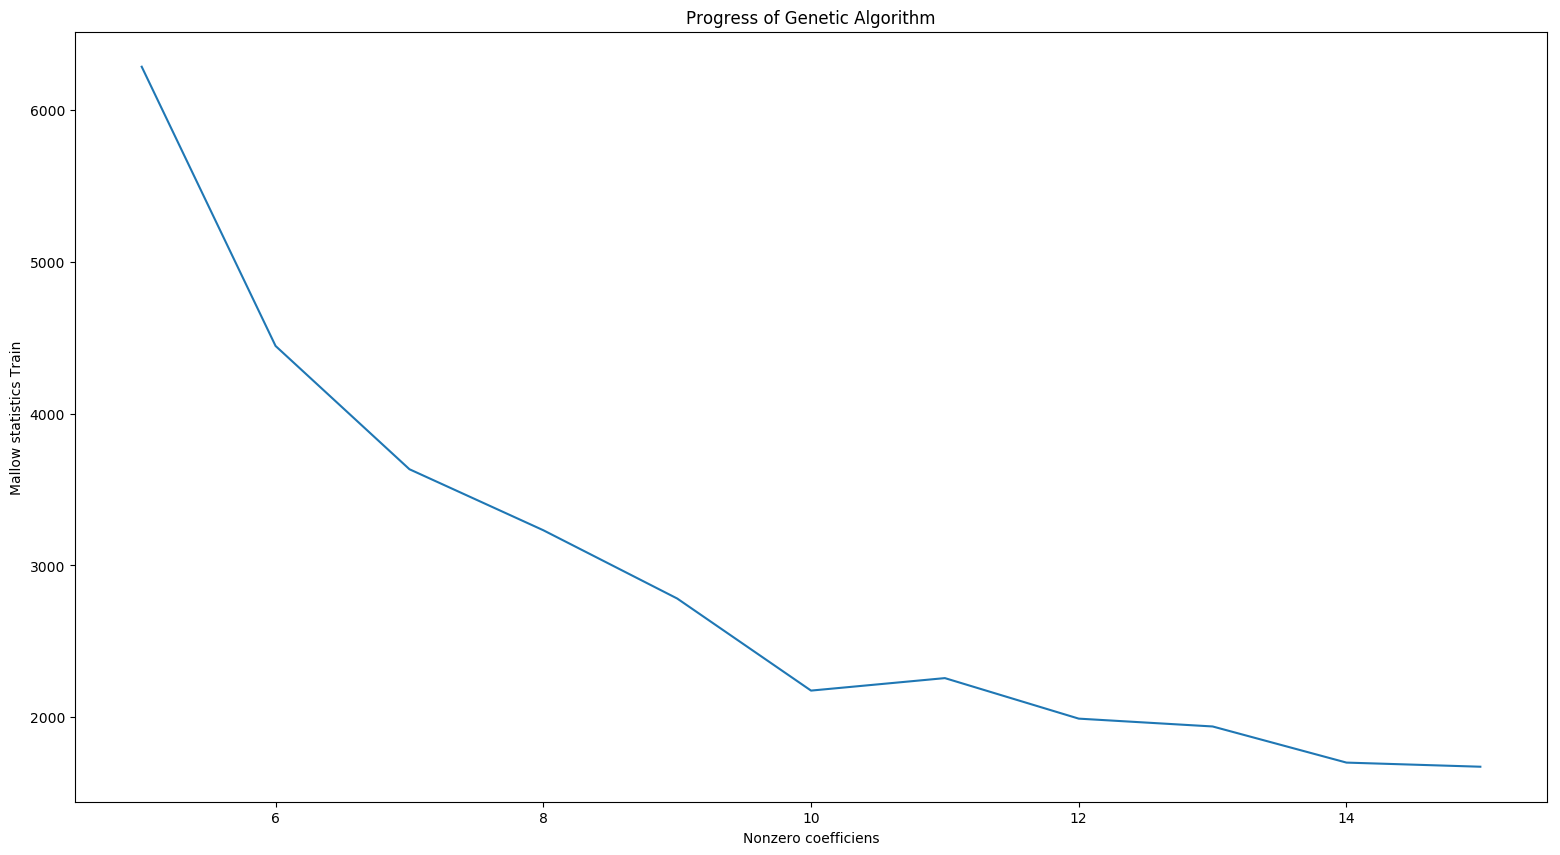 Progress of Genetic Algorithm
6000
5000
4000
3000
2000
Mallow statistics Train
6 8 10 12 14
Nonzero coefficiens